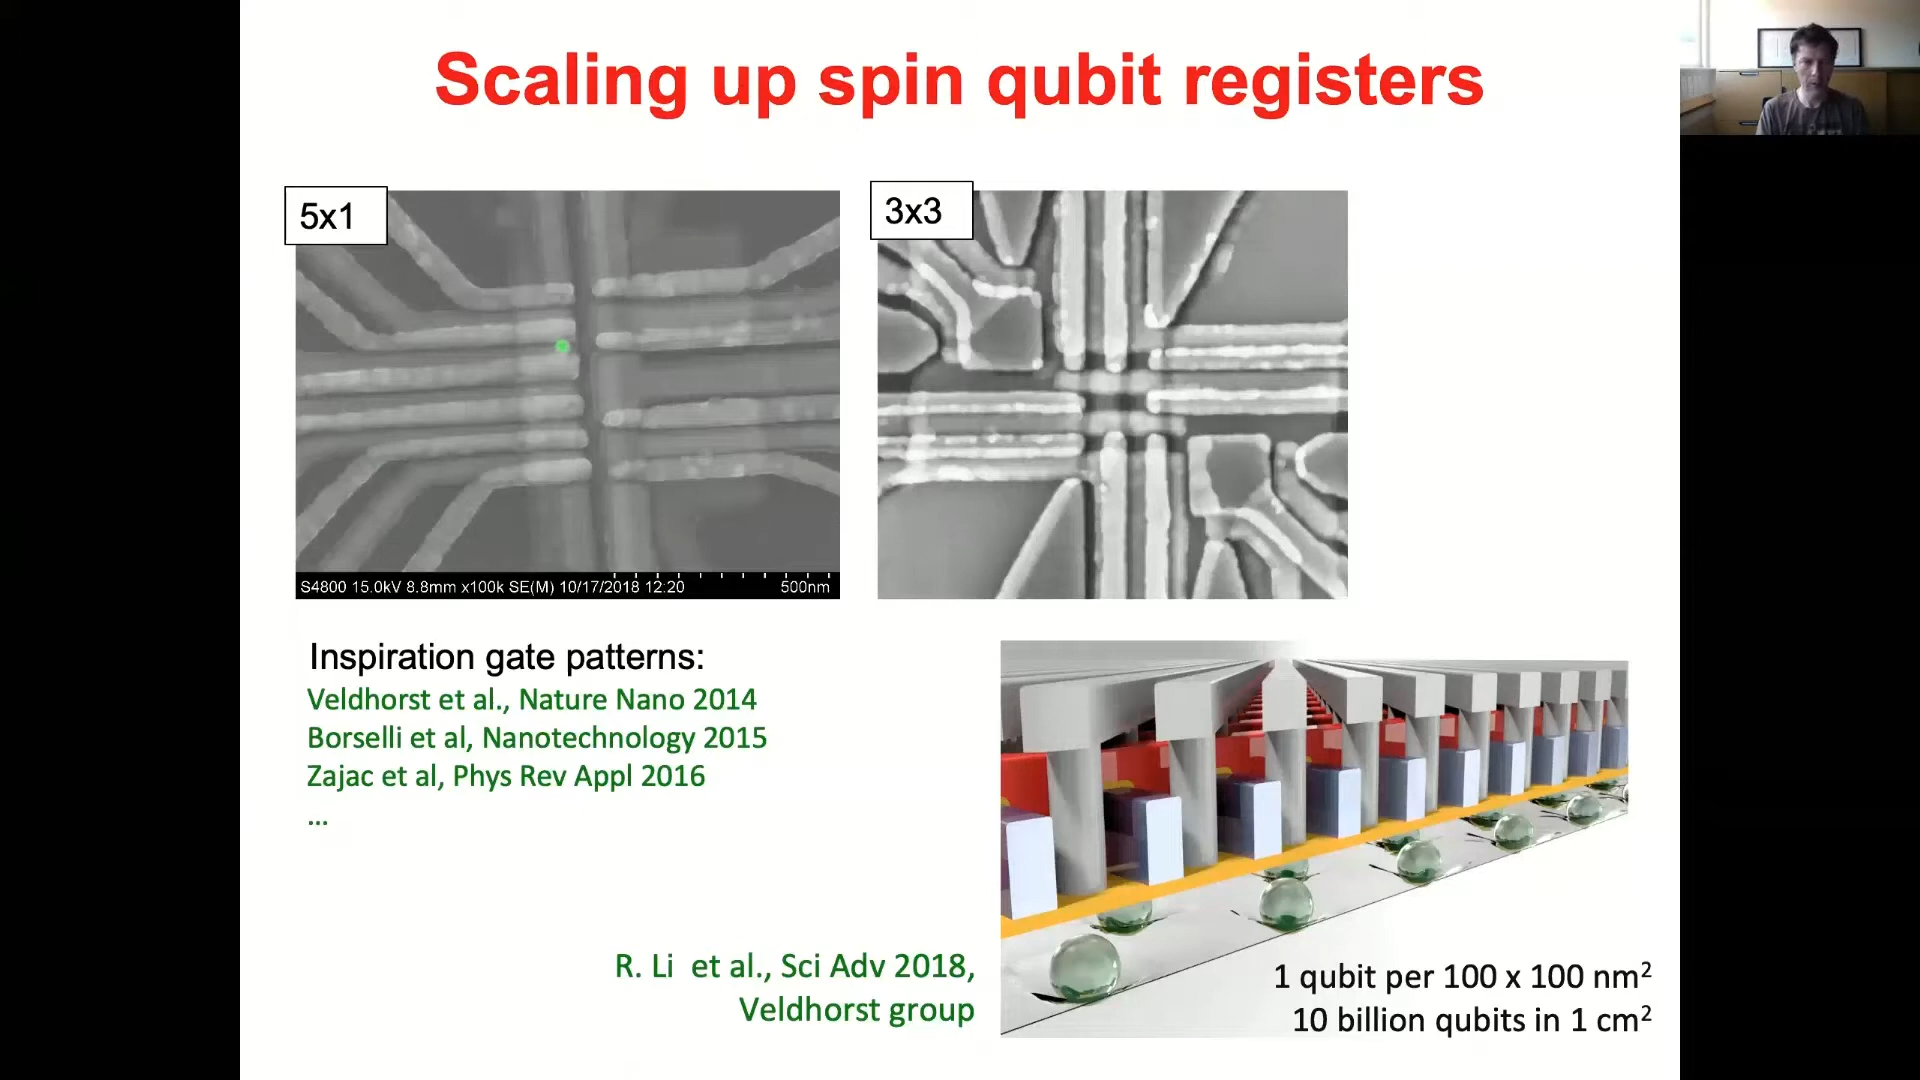 Scaling up spin qubit registers
5x1
3x3
S4800 15.0kV 8.8mm x100k SE(M) 10/17/2018 12:20 500nm
Inspiration gate patterns:
Veldhorst et al., Nature Nano 2014
Borselli et al, Nanotechnology 2015
Zajac et al, Phys Rev Appl 2016
...
R. Li et al., Sci Adv 2018,
Veldhorst group
1 qubit per 100 x 100 nm²
10 billion qubits in 1 cm²